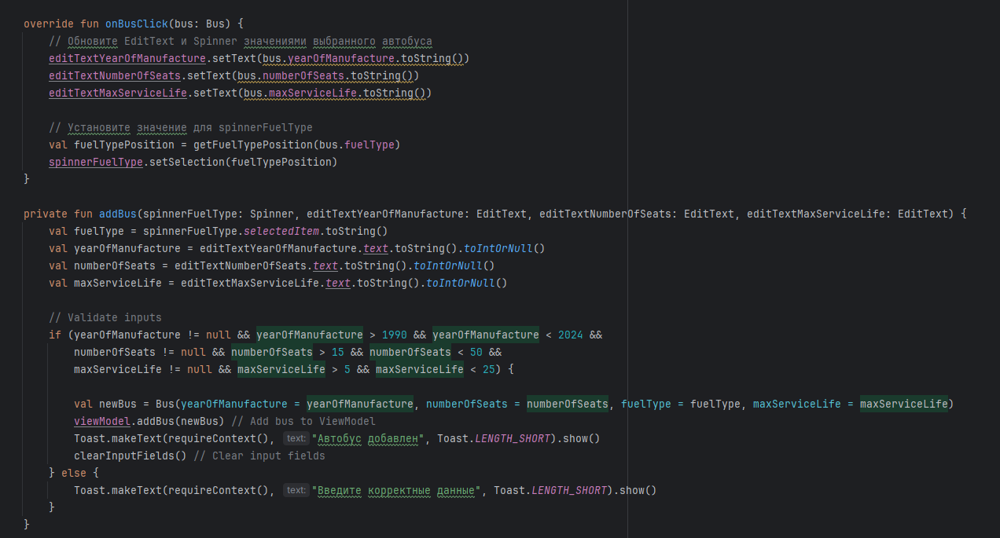 override fun onBusClick(bus: Bus) {
// Обновите EditText и Spinner значениями выбранного автобуса
editTextYearOfManufacture.setText(bus.yearOfManufacture.toString())
editTextNumberOfSeats.setText(bus.numberOfSeats.toString())
editTextMaxServiceLife.setText(bus.maxServiceLife.toString())
// Установите значение для spinnerFuelType
val fuelTypePosition = getFuelTypePosition(bus.fuelType)
spinnerFuelType.setSelection(fuelTypePosition)
}
private fun addBus(spinnerFuelType: Spinner, editTextYearOfManufacture: EditText, editTextNumberOfSeats: EditText, editTextMaxServiceLife: EditText) {
val fuelType = spinnerFuelType.selectedItem.toString()
val yearOfManufacture = editTextYearOfManufacture.text.toString().toIntOrNull()
val numberOfSeats = editTextNumberOfSeats.text.toString().toIntOrNull()
val maxServiceLife = editTextMaxServiceLife.text.toString().toIntOrNull()
// Validate inputs
if (yearOfManufacture != null && yearOfManufacture > 1990 && yearOfManufacture < 2024 &&
numberOfSeats != null && numberOfSeats > 15 && numberOfSeats < 50 &&
maxServiceLife != null && maxServiceLife > 5 && maxServiceLife < 25) {
val newBus = Bus(yearOfManufacture = yearOfManufacture, numberOfSeats = numberOfSeats, fuelType = fuelType, maxServiceLife = maxServiceLife)
viewModel.addBus(newBus) // Add bus to ViewModel
Toast.makeText(requireContext(), text: "Автобус добавлен", Toast.LENGTH_SHORT).show()
clearInputFields() // Clear input fields
} else {
Toast.makeText(requireContext(), text: "Введите корректные данные", Toast.LENGTH_SHORT).show()
}
}